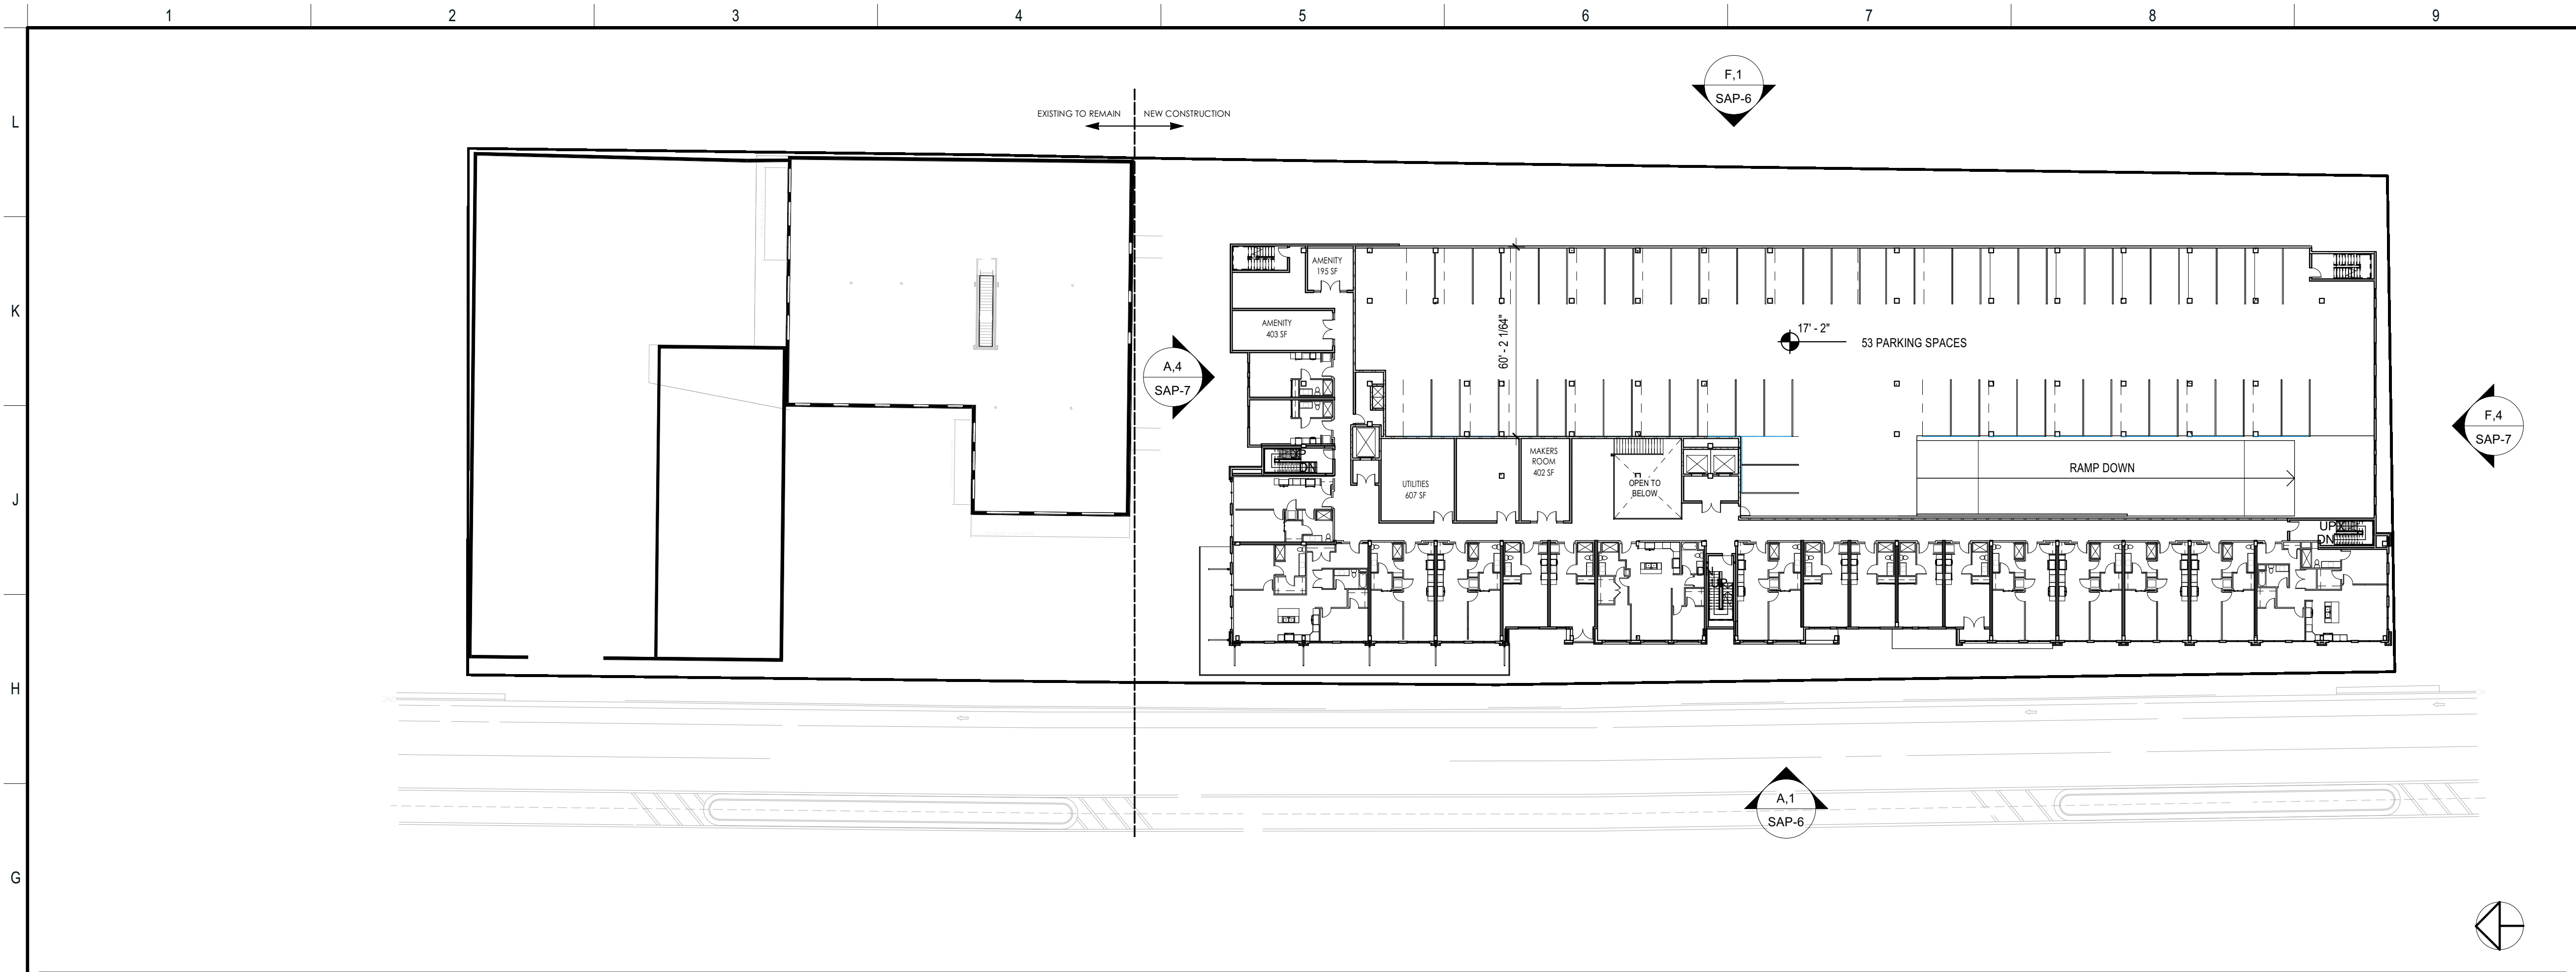 1 2 3 4 5 6 7 8 9
F,1
SAP-6
L
EXISTING TO REMAIN
NEW CONSTRUCTION
AMENITY
195 SF
K
AMENITY
403 SF
60' - 2 1/64"
17' - 2"
53 PARKING SPACES
A,4
SAP-7
F,4
SAP-7
MAKERS
ROOM
402 SF
UP
DN
RAMP DOWN
UTILITIES
607 SF
OPEN TO
BELOW
J
UP
DN
H
A,1
SAP-6
G